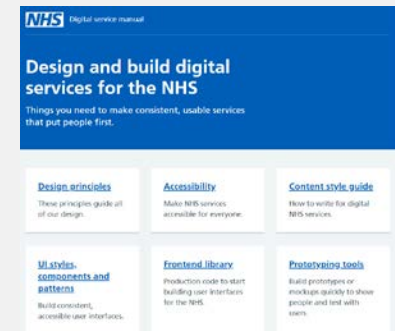 NHS Digital service manual
Design and build digital
services for the NHS
Things you need to make consistent, usable services
that put people first.
Design principles
These principles guide all
of our design.
Accessibility
Make NHS services
accessible for everyone.
Content style guide
How to write for digital
NHS services.
UI styles,
components and
patterns
Build consistent,
accessible user interfaces.
Frontend library
Production code to start
building user interfaces
for the NHS.
Prototyping tools
Build prototypes or
mockups quickly to show
people and test with
users.